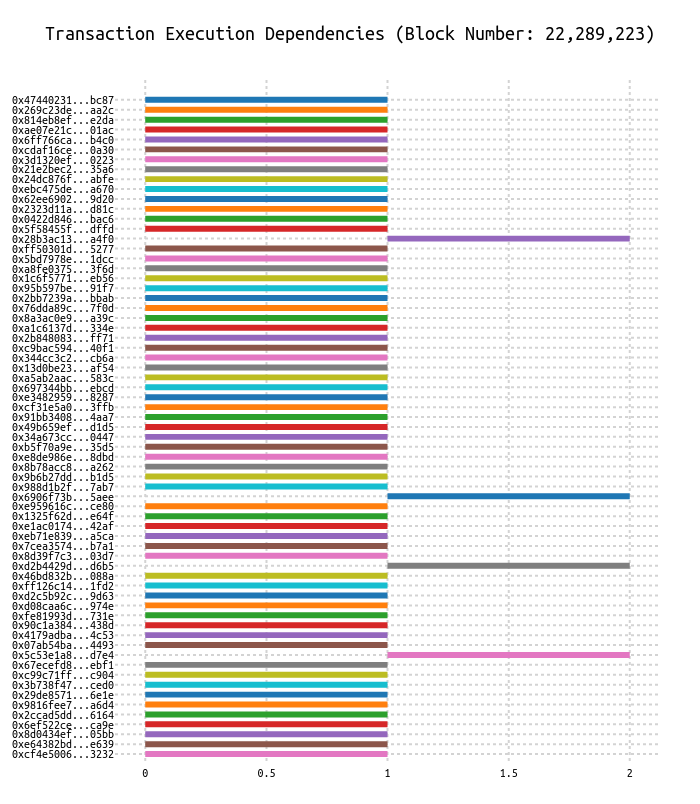 Transaction Execution Dependencies (Block Number: 22,289,223)
0x47440231...bc87
0x269c23de...aa2c
0x814eb8ef...e2da
0xae07e21c...01ac
0x6ff766ca...b4c0
0xcdaf16ce...0a30
0x3d1320ef...0223
0x21e2bec2...35a6
0x24dc876f...abfe
0xebc475de...a670
0x62ee6902...9d20
0x2323d11a...d81c
0x0422d846...bac6
0x5f58455f...dffd
0x28b3ac13...a4f0
0xff50301d...5277
0x5bd7978e...1dcc
0xa8fe0375...3f6d
0x1c6f5771...eb56
0x95b597be...91f7
0x2bb7239a...bbab
0x76dda89c...7f0d
0x8a3ac0e9...a39c
0xa1c6137d...334e
0x2b848083...ff71
0xc9bac594...40f1
0x344cc3c2...cb6a
0x13d0be23...af54
0xa5ab2aac...583c
0x697344bb...ebcd
0xe3482959...8287
0xcf31e5a0...3ffb
0x91bb3408...4aa7
0x49b659ef...d1d5
0x34a673cc...0447
0xb5f70a9e...35d5
0xe8de986e...8dbd
0x8b78acc8...a262
0x9b6b27dd...b1d5
0x988d1b2f...7ab7
0x6906f73b...5aee
0xe959616c...ce80
0x1325f62d...e64f
0xe1ac0174...42af
0xeb71e839...a5ca
0x7cea3574...b7a1
0x8d39f7c3...03d7
0xd2b4429d...d6b5
0x46bd832b...088a
0xff126c14...1fd2
0xd2c5b92c...9d63
0xd08caa6c...974e
0xfe81993d...731e
0x90c1a384...438d
0x4179adba...4c53
0x07ab54ba...4493
0x5c53e1a8...d7e4
0x67ecefd8...ebf1
0xc99c71ff...c904
0x3b738f47...ced0
0x29de8571...6e1e
0x9816fee7...a6d4
0x2ccad5dd...6164
0x6ef522ce...ca9e
0x8d0434ef...05bb
0xe64382bd...e639
0xcf4e5006...3232
0 0.5 1 1.5 2